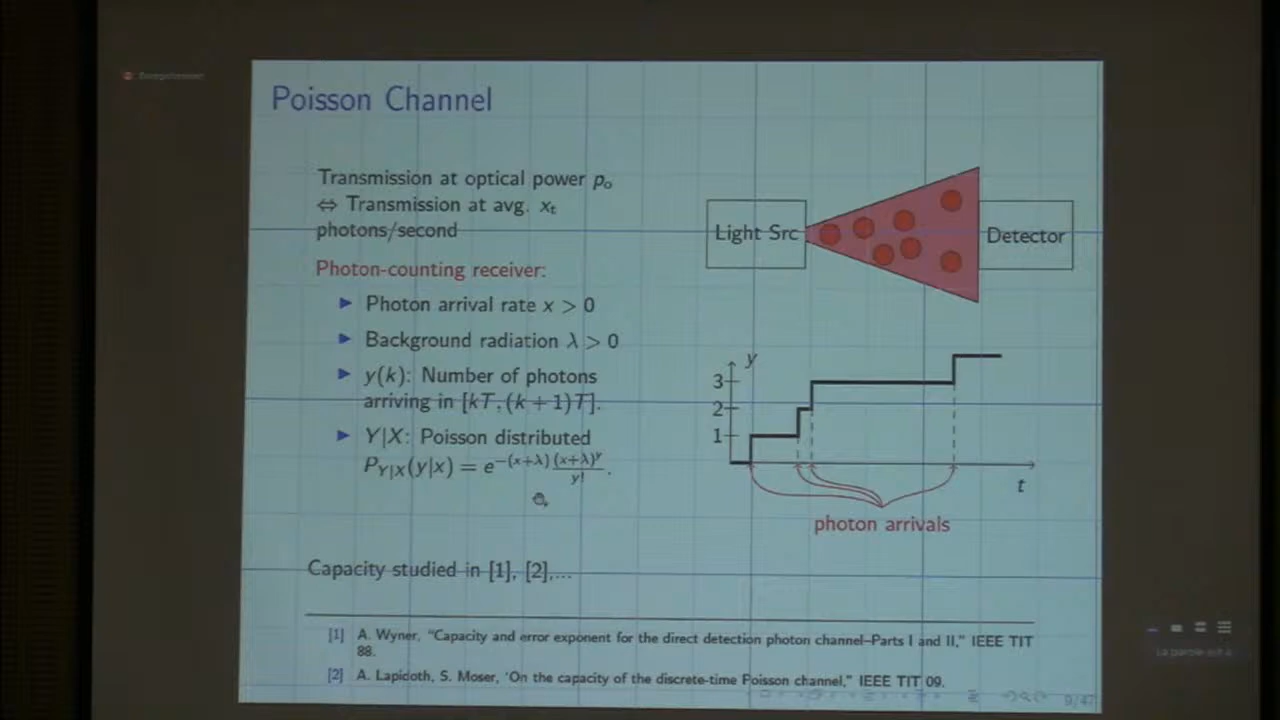 Poisson Channel
Transmission at optical power pₒ
⇔ Transmission at avg. xₜ
photons/second
Photon-counting receiver:
▶ Photon arrival rate x > 0
▶ Background radiation λ > 0
▶ y(k): Number of photons
arriving in [kT, (k + 1)T].
▶ Y|X: Poisson distributed
P_{Y|X}(y|x) = e^{−(x+λ)} (x+λ)^y / y! .
Light Src
Detector
y
3
2
1
t
photon arrivals
Capacity studied in [1], [2],...
[1] A. Wyner, "Capacity and error exponent for the direct detection photon channel–Parts I and II," IEEE TIT
88.
[2] A. Lapidoth, S. Moser, 'On the capacity of the discrete-time Poisson channel," IEEE TIT 09.